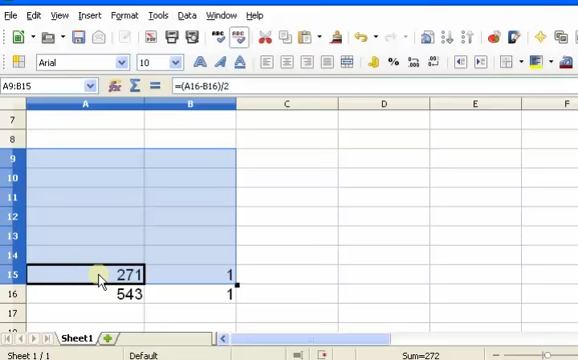 File Edit View Insert Format Tools Data Window Help
Arial 10
A9:B15 =(A16-B16)/2
A B C D E F
7
8
9
10
11
12
13
14
15 271 1
16 543 1
17
Sheet1
Sheet 1 / 1 Default Sum=272